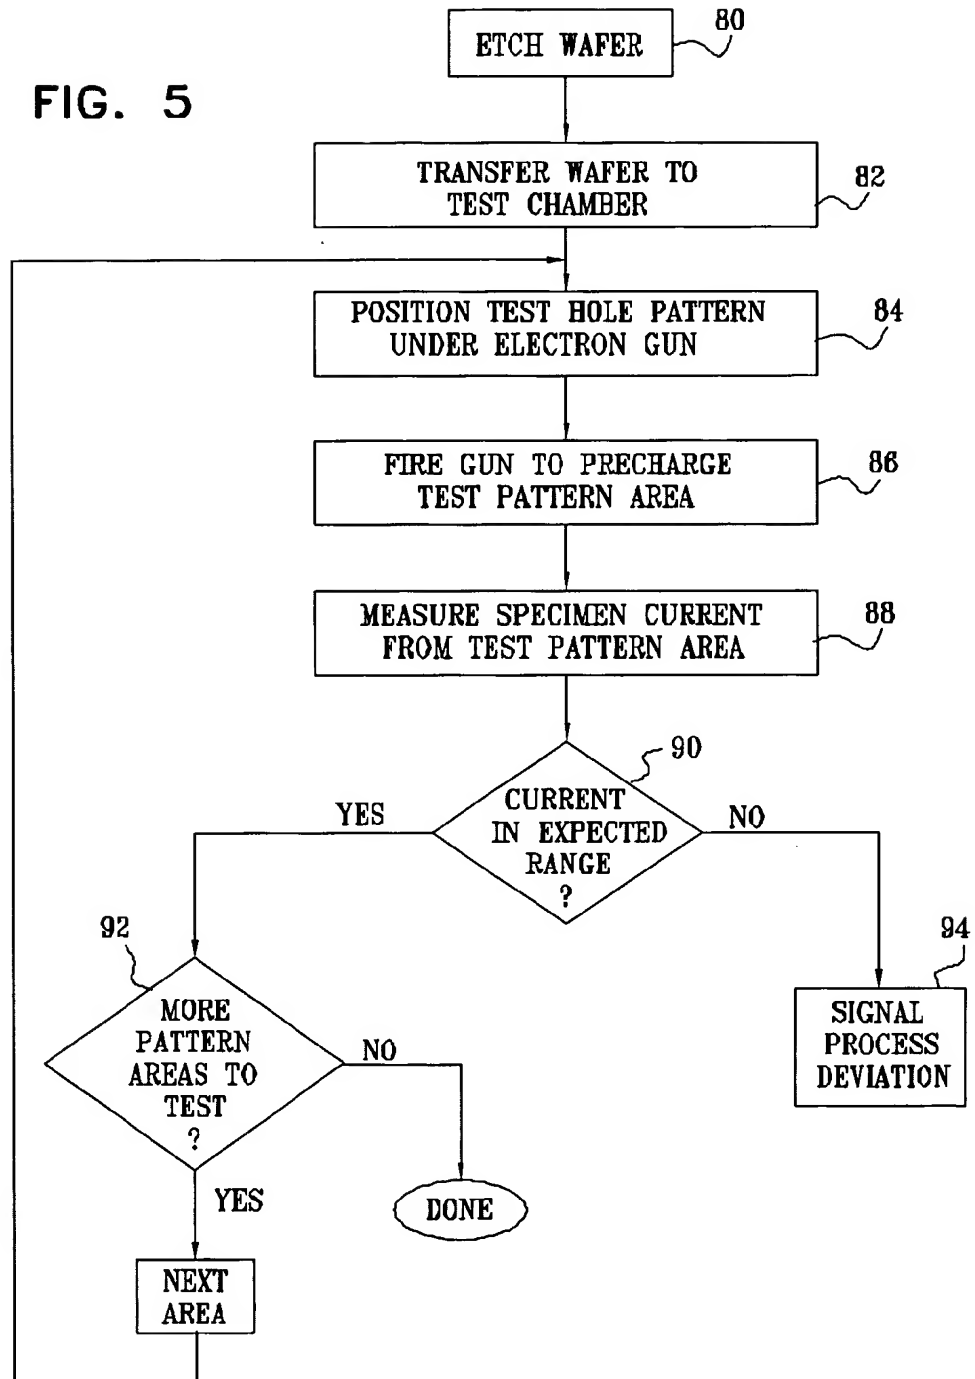 FIG. 5
ETCH WAFER
80
TRANSFER WAFER TO
TEST CHAMBER
82
POSITION TEST HOLE PATTERN
UNDER ELECTRON GUN
84
FIRE GUN TO PRECHARGE
TEST PATTERN AREA
86
MEASURE SPECIMEN CURRENT
FROM TEST PATTERN AREA
88
90
CURRENT
IN EXPECTED
RANGE
?
YES
NO
92
MORE
PATTERN
AREAS TO
TEST
?
NO
94
SIGNAL
PROCESS
DEVIATION
YES
DONE
NEXT
AREA